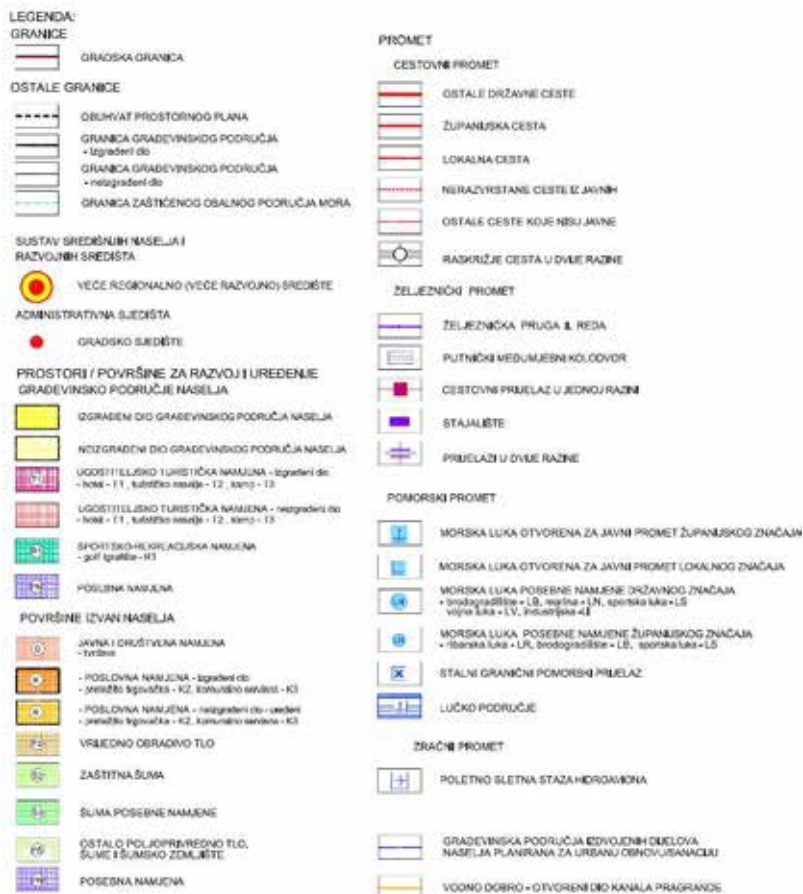 LEGENDA:
GRANICE
GRADSKA GRANICA
OSTALE GRANICE
OBUHVAT PROSTORNOG PLANA
GRANICA GRAĐEVINSKOG PODRUČJA
- izgrađeni dio
GRANICA GRAĐEVINSKOG PODRUČJA
- neizgrađeni dio
GRANICA ZAŠTIĆENOG OBALNOG PODRUČJA MORA
SUSTAV SREDIŠNJIH NASELJA I
RAZVOJNIH SREDIŠTA
VEĆE REGIONALNO (VEĆE RAZVOJNO) SREDIŠTE
ADMINISTRATIVNA SJEDIŠTA
GRADSKO SJEDIŠTE
PROSTORI / POVRŠINE ZA RAZVOJ I UREĐENJE
GRAĐEVINSKO PODRUČJE NASELJA
IZGRAĐENI DIO GRAĐEVINSKOG PODRUČJA NASELJA
NEIZGRAĐENI DIO GRAĐEVINSKOG PODRUČJA NASELJA
UGOSTITELJSKO TURISTIČKA NAMJENA - izgrađeni dio
- hotel - T1 , turističko naselje - T2 , kamp - T3
UGOSTITELJSKO TURISTIČKA NAMJENA - neizgrađeni dio
- hotel - T1 , turističko naselje - T2 , kamp - T3
SPORTSKO-REKREACIJSKA NAMJENA
- golf igralište - R1
POSEBNA NAMJENA
POVRŠINE IZVAN NASELJA
JAVNA I DRUŠTVENA NAMJENA
- tvrđava
- POSLOVNA NAMJENA - izgrađeni dio
- pretežito trgovačka - K2, komunalno servisna - K3
- POSLOVNA NAMJENA - neizgrađeni dio - uređeni
- pretežito trgovačka - K2, komunalno servisna - K3
VRIJEDNO OBRADIVO TLO
ZAŠTITNA ŠUMA
ŠUMA POSEBNE NAMJENE
OSTALO POLJOPRIVREDNO TLO,
ŠUME I ŠUMSKO ZEMLJIŠTE
POSEBNA NAMJENA
PROMET
CESTOVNI PROMET
OSTALE DRŽAVNE CESTE
ŽUPANIJSKA CESTA
LOKALNA CESTA
NERAZVRSTANE CESTE IZ JAVNIH
OSTALE CESTE KOJE NISU JAVNE
RASKRIŽJE CESTA U DVIJE RAZINE
ŽELJEZNIČKI PROMET
ŽELJEZNIČKA PRUGA II. REDA
PUTNIČKI MEĐUMJESNI KOLODVOR
CESTOVNI PRIJELAZ U JEDNOJ RAZINI
STAJALIŠTE
PRIJELAZI U DVIJE RAZINE
POMORSKI PROMET
MORSKA LUKA OTVORENA ZA JAVNI PROMET ŽUPANIJSKOG ZNAČAJA
MORSKA LUKA OTVORENA ZA JAVNI PROMET LOKALNOG ZNAČAJA
MORSKA LUKA POSEBNE NAMJENE DRŽAVNOG ZNAČAJA
- brodogradilište - LB, marina - LN, sportska luka - LS
vojna luka - LV, industrijska - LI
MORSKA LUKA POSEBNE NAMJENE ŽUPANIJSKOG ZNAČAJA
- ribarska luka - LR, brodogradilište - LB, sportska luka - LS
STALNI GRANIČNI POMORSKI PRIJELAZ
LUČKO PODRUČJE
ZRAČNI PROMET
POLETNO SLETNA STAZA HIDROAVIONA
GRAĐEVINSKA PODRUČJA IZDVOJENIH DIJELOVA
NASELJA PLANIRANA ZA URBANU OBNOVU/SANACIJU
VODNO DOBRO - OTVORENI DIO KANALA PRAGRANDE